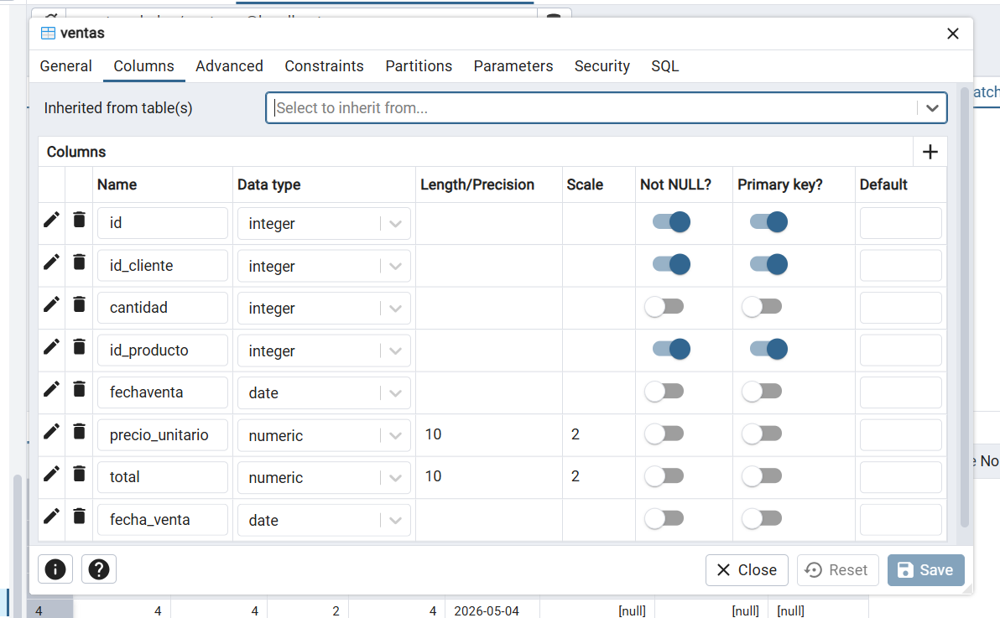 ventas
General Columns Advanced Constraints Partitions Parameters Security SQL
Inherited from table(s) Select to inherit from...
atch
Columns
Name Data type Length/Precision Scale Not NULL? Primary key? Default
id integer
id_cliente integer
cantidad integer
id_producto integer
fechaventa date
precio_unitario numeric 10 2
e No
total numeric 10 2
fecha_venta date
Close Reset Save
4 4 4 2 4 2026-05-04 [null] [null] [null]